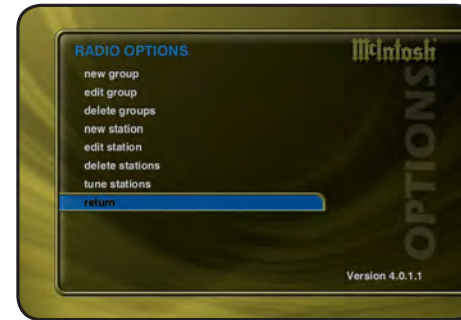 RADIO OPTIONS
McIntosh
new group
edit group
delete groups
new station
edit station
delete stations
tune stations
return
OPTIONS
Version 4.0.1.1